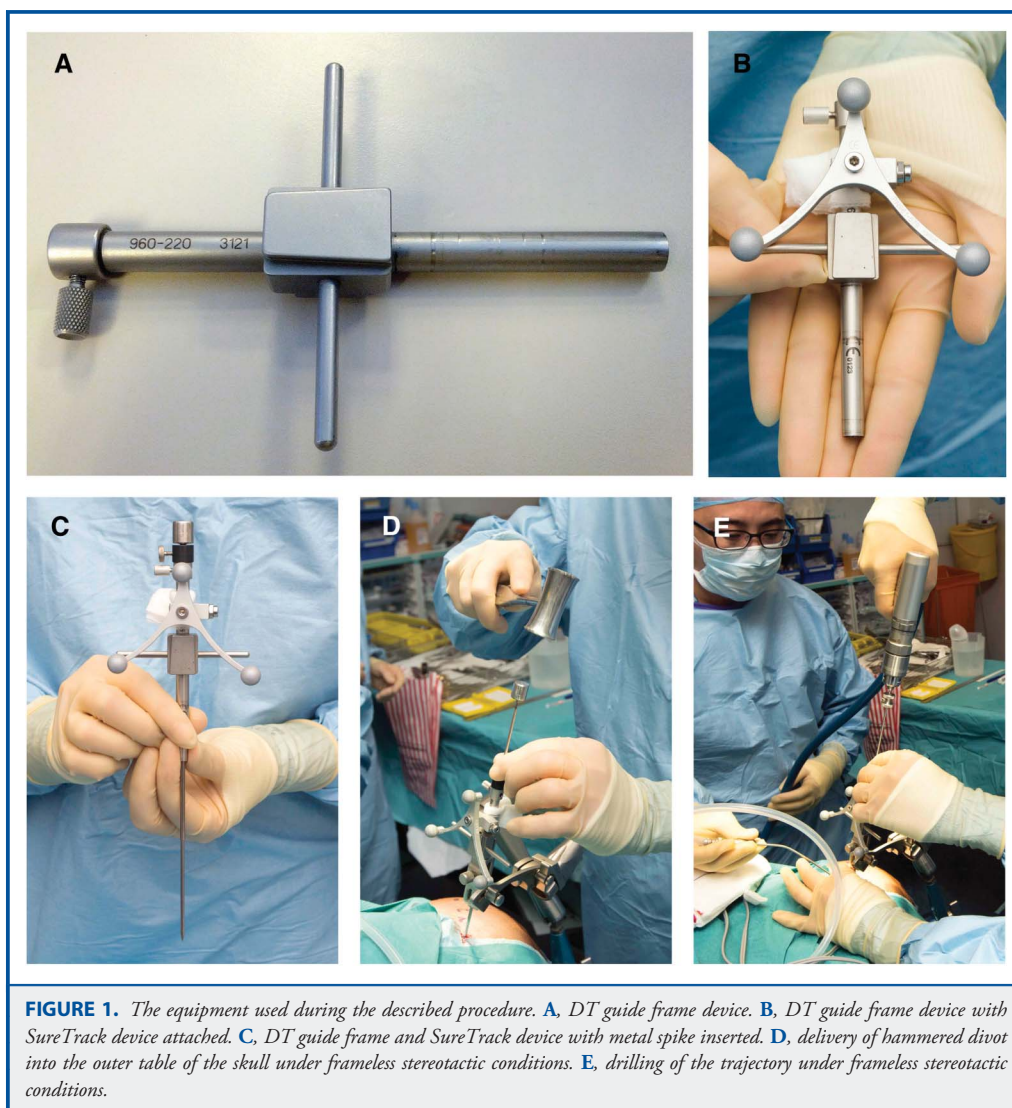 A
960-220 3121
B
CE 0123
C
D
E
FIGURE 1. The equipment used during the described procedure. A, DT guide frame device. B, DT guide frame device with
SureTrack device attached. C, DT guide frame and SureTrack device with metal spike inserted. D, delivery of hammered divot
into the outer table of the skull under frameless stereotactic conditions. E, drilling of the trajectory under frameless stereotactic
conditions.